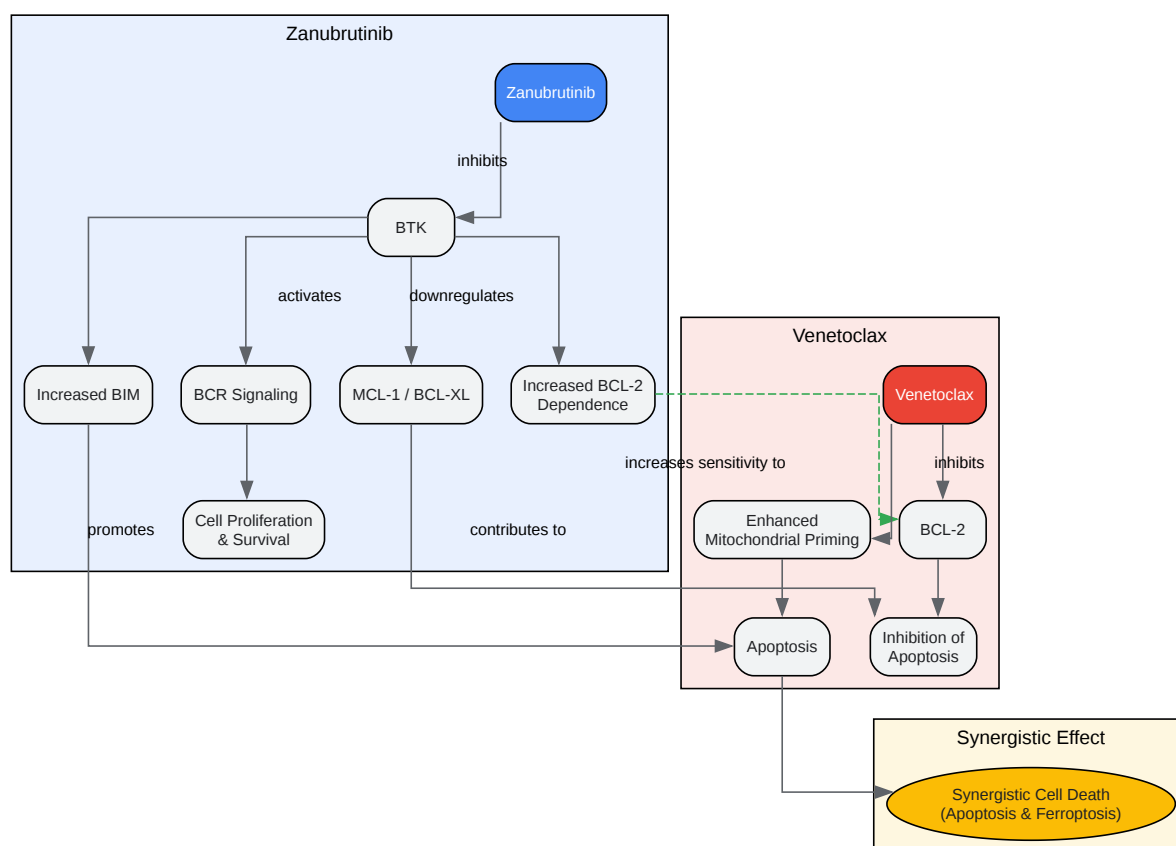 Zanubrutinib
Zanubrutinib
inhibits
BTK
activates
downregulates
Increased BIM
BCR Signaling
MCL-1 / BCL-XL
Increased BCL-2
Dependence
promotes
Cell Proliferation
& Survival
contributes to
Venetoclax
Venetoclax
increases sensitivity to
inhibits
Enhanced
Mitochondrial Priming
BCL-2
Apoptosis
Inhibition of
Apoptosis
Synergistic Effect
Synergistic Cell Death
(Apoptosis & Ferroptosis)